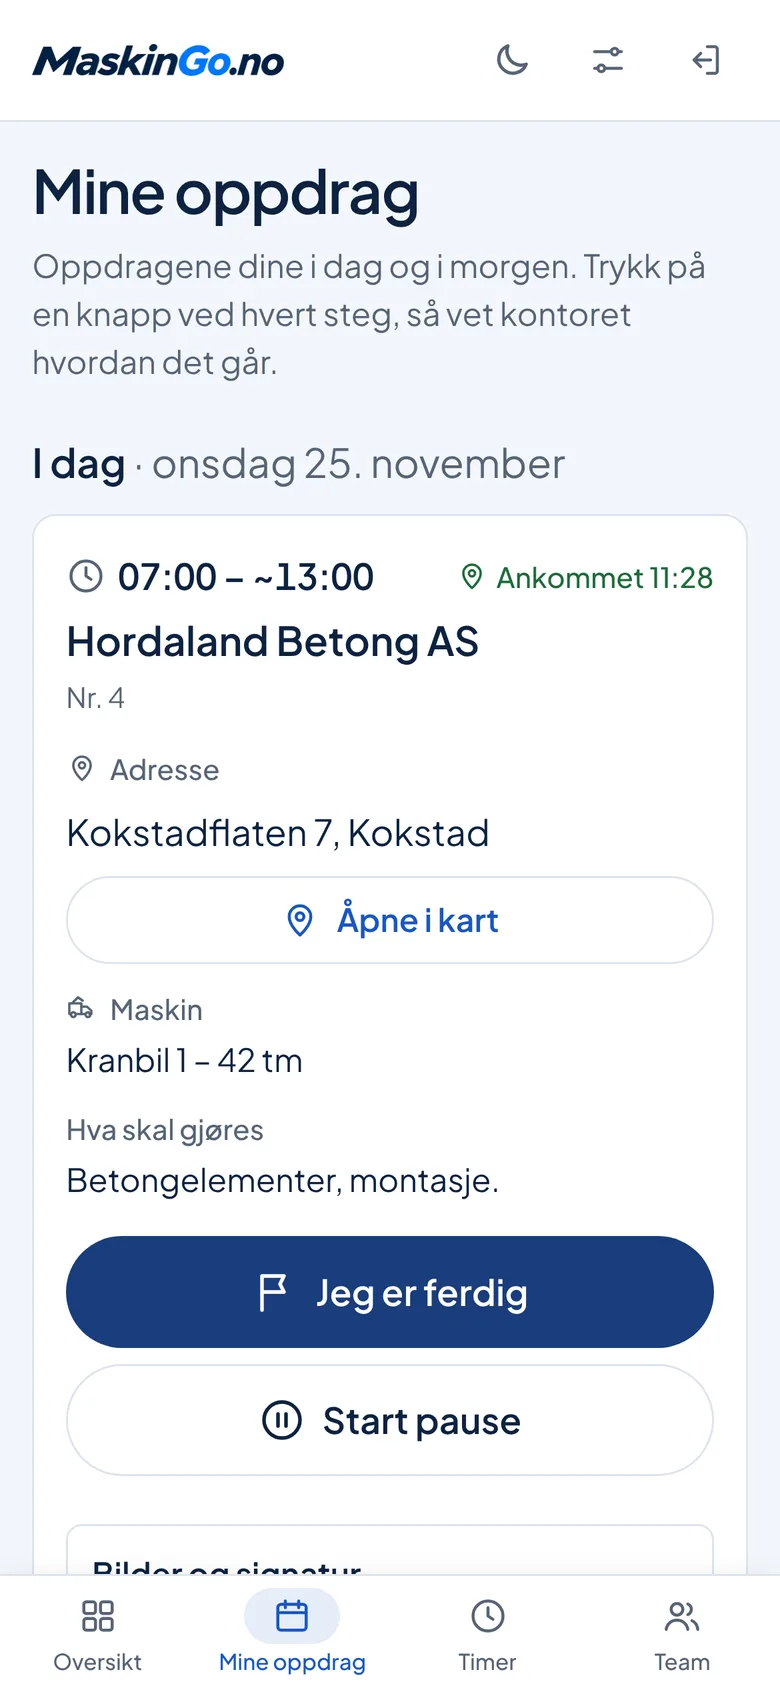 MaskinGo.no
Mine oppdrag
Oppdragene dine i dag og i morgen. Trykk på
en knapp ved hvert steg, så vet kontoret
hvordan det går.
I dag · onsdag 25. november
07:00 – ~13:00
Ankommet 11:28
Hordaland Betong AS
Nr. 4
Adresse
Kokstadflaten 7, Kokstad
Åpne i kart
Maskin
Kranbil 1 – 42 tm
Hva skal gjøres
Betongelementer, montasje.
Jeg er ferdig
Start pause
Bilder og signatur
Oversikt
Mine oppdrag
Timer
Team